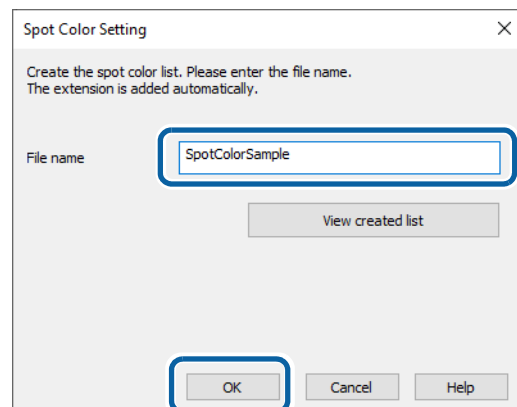 Spot Color Setting
Create the spot color list. Please enter the file name.
The extension is added automatically.
File name SpotColorSample
View created list
OK Cancel Help